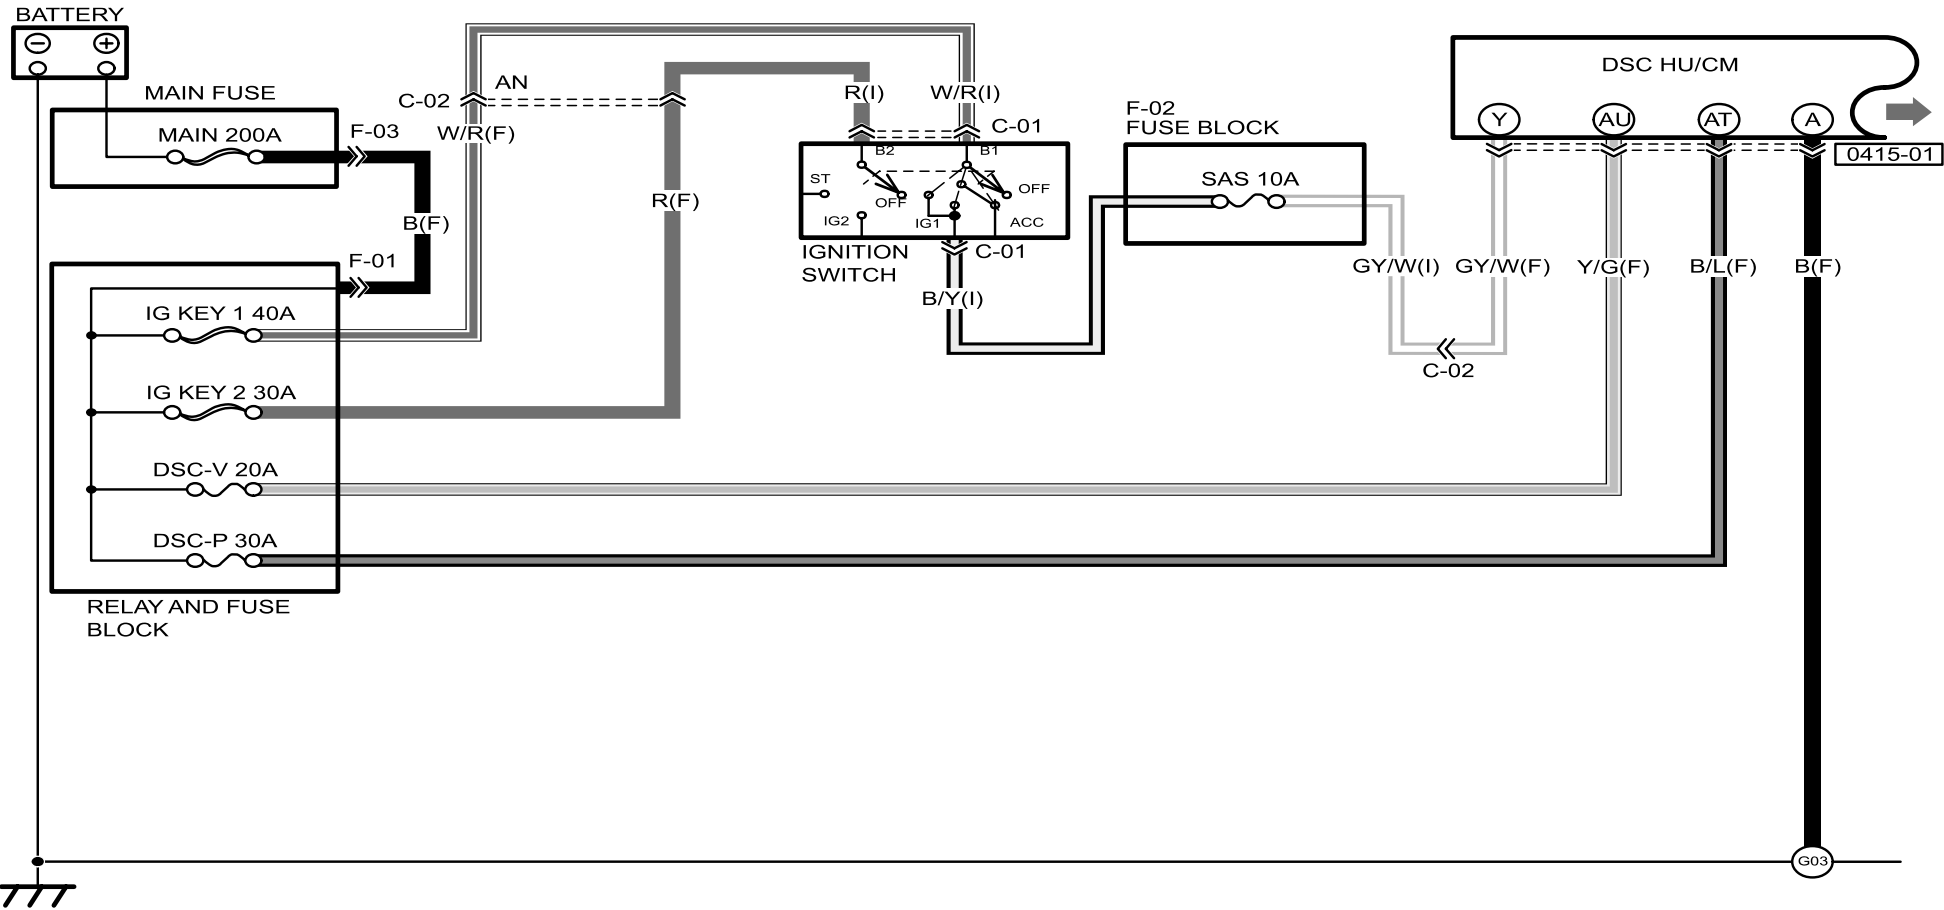 BATTERY
− +
MAIN FUSE
MAIN 200A
F-03
B(F)
F-01
IG KEY 1 40A
IG KEY 2 30A
DSC-V 20A
DSC-P 30A
RELAY AND FUSE
BLOCK
C-02
AN
W/R(F)
R(F)
R(I)
W/R(I)
C-01
B2
B1
ST
OFF
OFF
IG2
IG1
ACC
IGNITION
SWITCH
C-01
B/Y(I)
F-02
FUSE BLOCK
SAS 10A
GY/W(I)
GY/W(F)
C-02
DSC HU/CM
Y
AU
AT
A
0415-01
Y/G(F)
B/L(F)
B(F)
G03